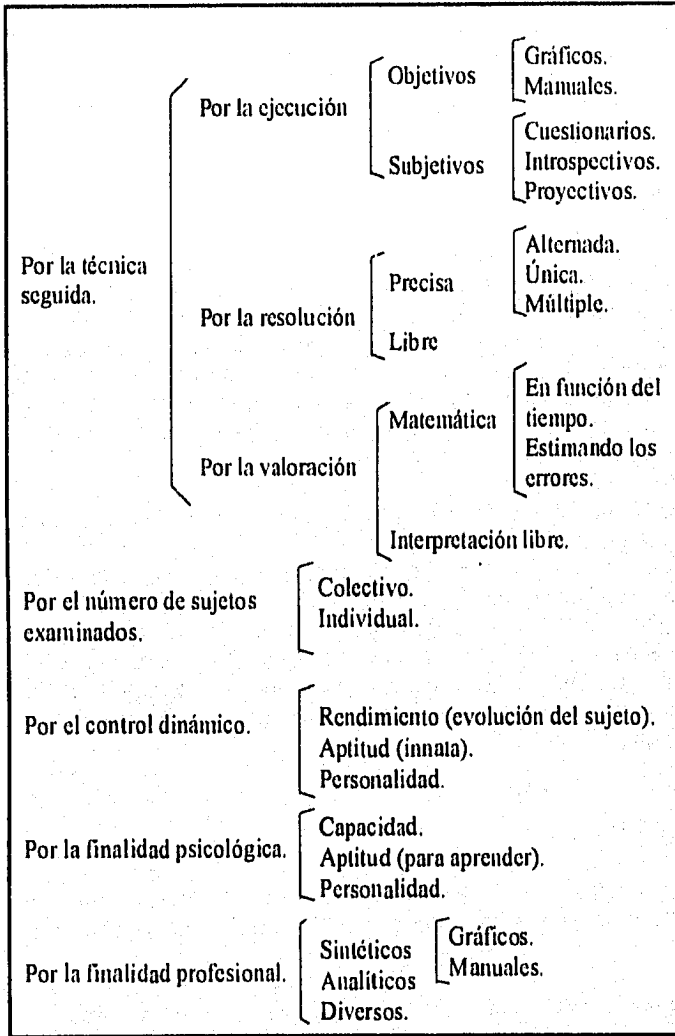 Por la técnica
seguida.
Por la ejecución
Objetivos
Gráficos.
Manuales.
Subjetivos
Cuestionarios.
Introspectivos.
Proyectivos.
Por la resolución
Precisa
Alternada.
Única.
Múltiple.
Libre
Por la valoración
Matemática
En función del
tiempo.
Estimando los
errores.
Interpretación libre.
Por el número de sujetos
examinados.
Colectivo.
Individual.
Por el control dinámico.
Rendimiento (evolución del sujeto).
Aptitud (innata).
Personalidad.
Por la finalidad psicológica.
Capacidad.
Aptitud (para aprender).
Personalidad.
Por la finalidad profesional.
Sintéticos
Gráficos.
Manuales.
Analíticos
Diversos.